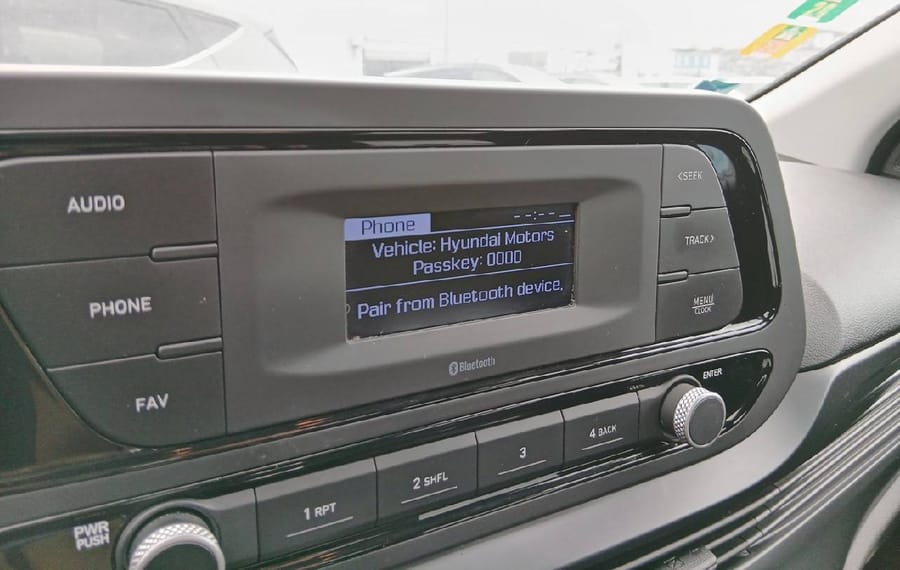 AUDIO
PHONE
FAV
Phone
--:--
Vehicle: Hyundai Motors
Passkey: 0000
Pair from Bluetooth device.
Bluetooth
<SEEK
TRACK>
MENU
CLOCK
ENTER
PWR
PUSH
1 RPT
2 SHFL
3
4 BACK